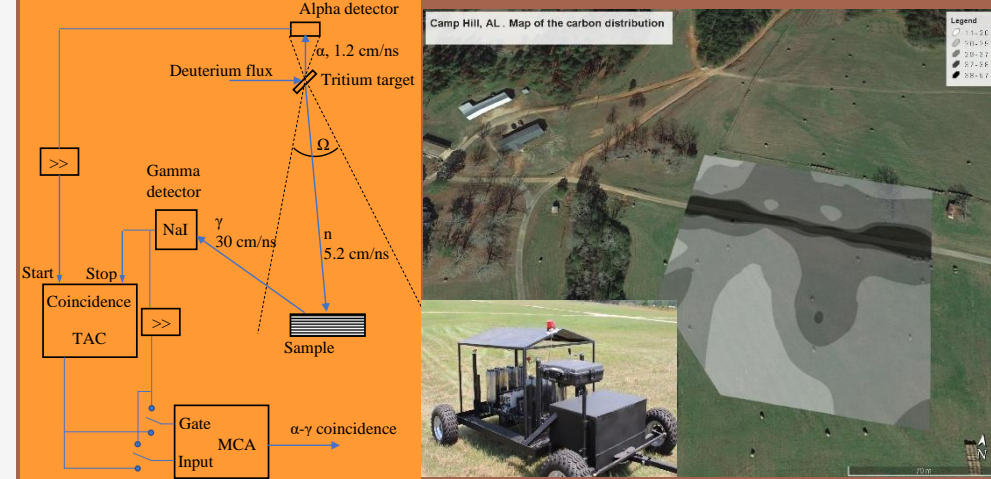 Alpha detector
α, 1.2 cm/ns
Deuterium flux
Tritium target
Ω
>>
Gamma
detector
NaI
γ
30 cm/ns
n
5.2 cm/ns
Start
Stop
Coincidence
TAC
>>
Sample
Gate
MCA
Input
α-γ coincidence
Camp Hill, AL . Map of the carbon distribution
Legend
N
70 m